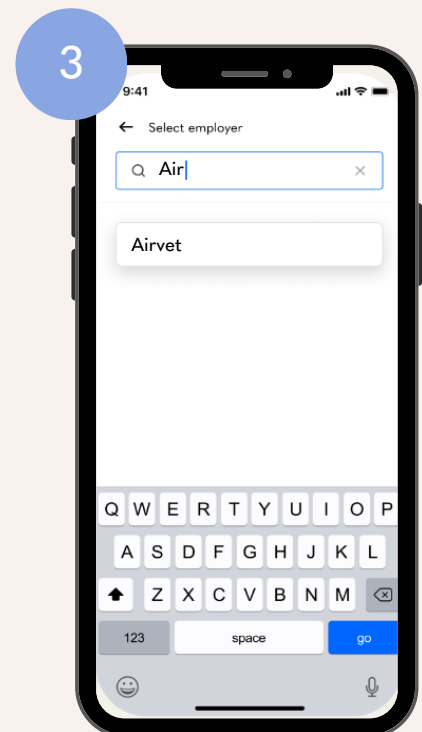 3
9:41
Select employer
Air
Airvet
Q W E R T Y U I O P
A S D F G H J K L
Z X C V B N M
123 space go